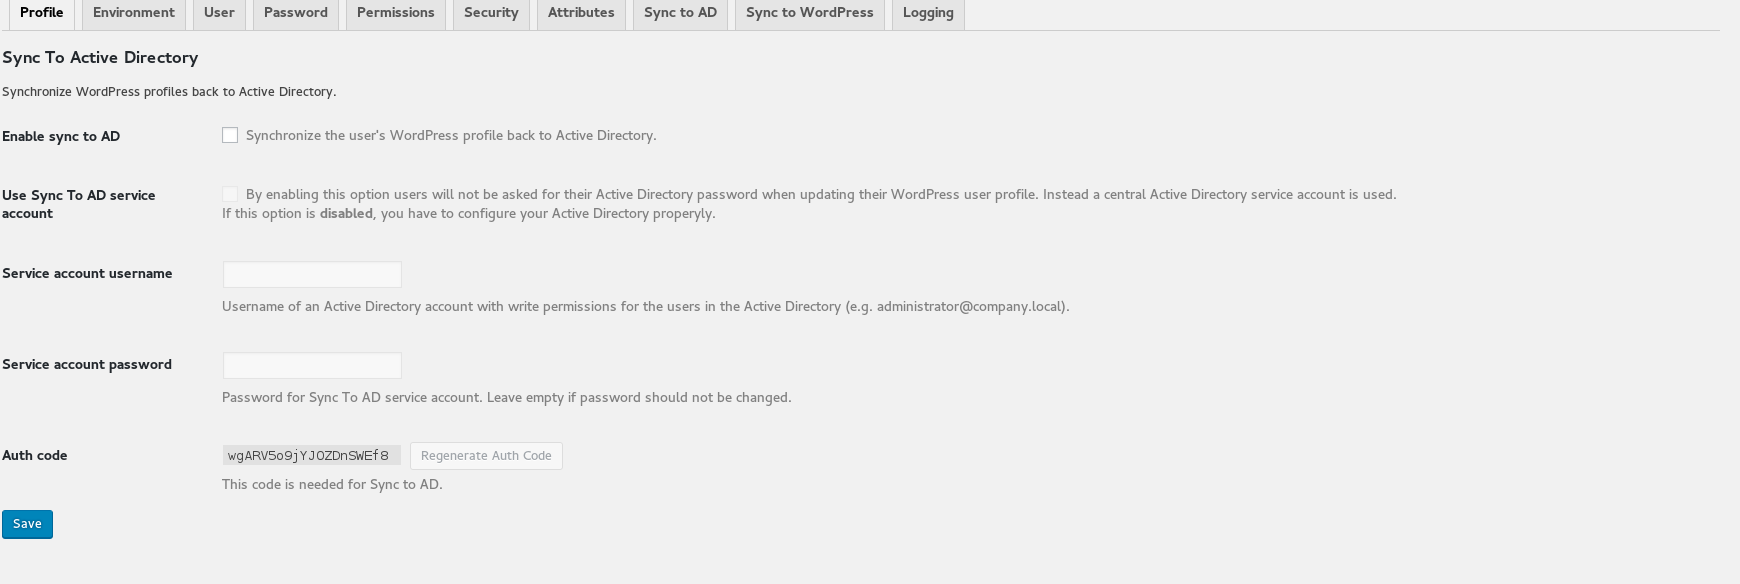 Profile Environment User Password Permissions Security Attributes Sync to AD Sync to WordPress Logging
Sync To Active Directory
Synchronize WordPress profiles back to Active Directory.
Enable sync to AD Synchronize the user's WordPress profile back to Active Directory.
Use Sync To AD service By enabling this option users will not be asked for their Active Directory password when updating their WordPress user profile. Instead a central Active Directory service account is used.
account If this option is disabled, you have to configure your Active Directory properyly.
Service account username
Username of an Active Directory account with write permissions for the users in the Active Directory (e.g. administrator@company.local).
Service account password
Password for Sync To AD service account. Leave empty if password should not be changed.
Auth code wgARV5o9jYJOZDnSWEf8 Regenerate Auth Code
This code is needed for Sync to AD.
Save